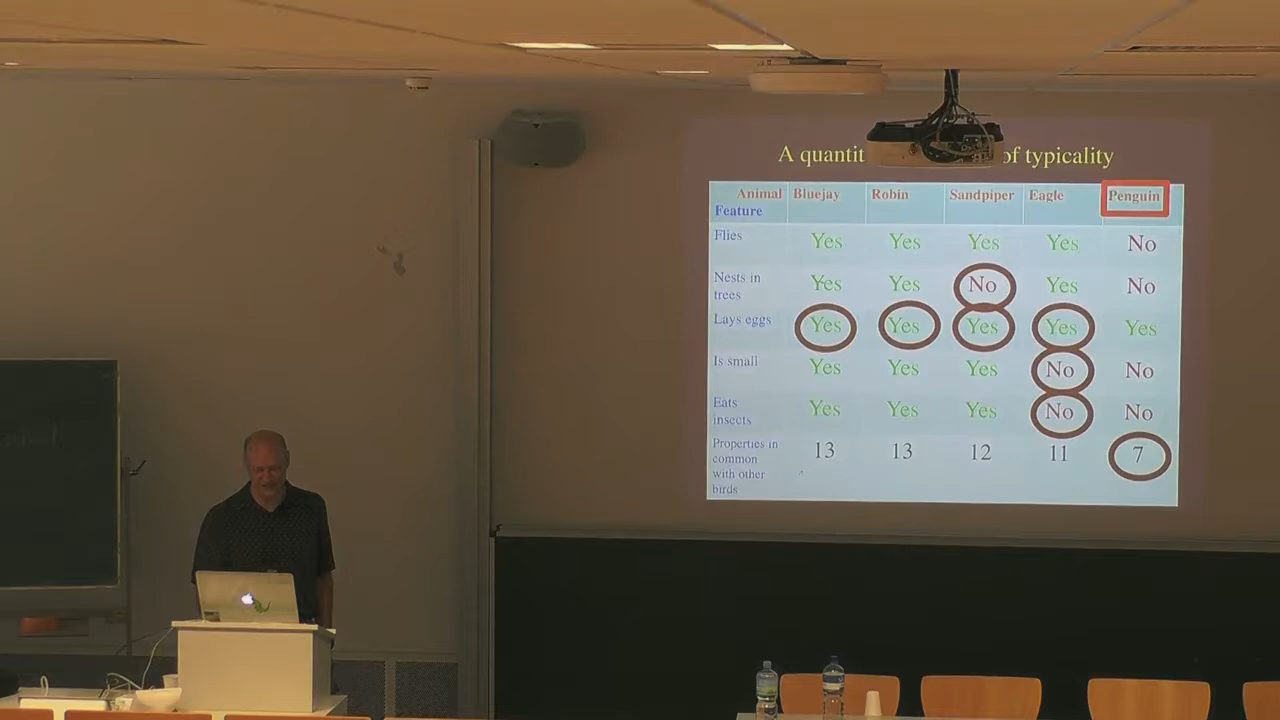 A quantit of typicality
Animal Bluejay Robin Sandpiper Eagle Penguin
Feature
Flies Yes Yes Yes Yes No
Nests in trees Yes Yes No Yes No
Lays eggs Yes Yes Yes Yes Yes
Is small Yes Yes Yes No No
Eats insects Yes Yes Yes No No
Properties in common with other birds 13 13 12 11 7